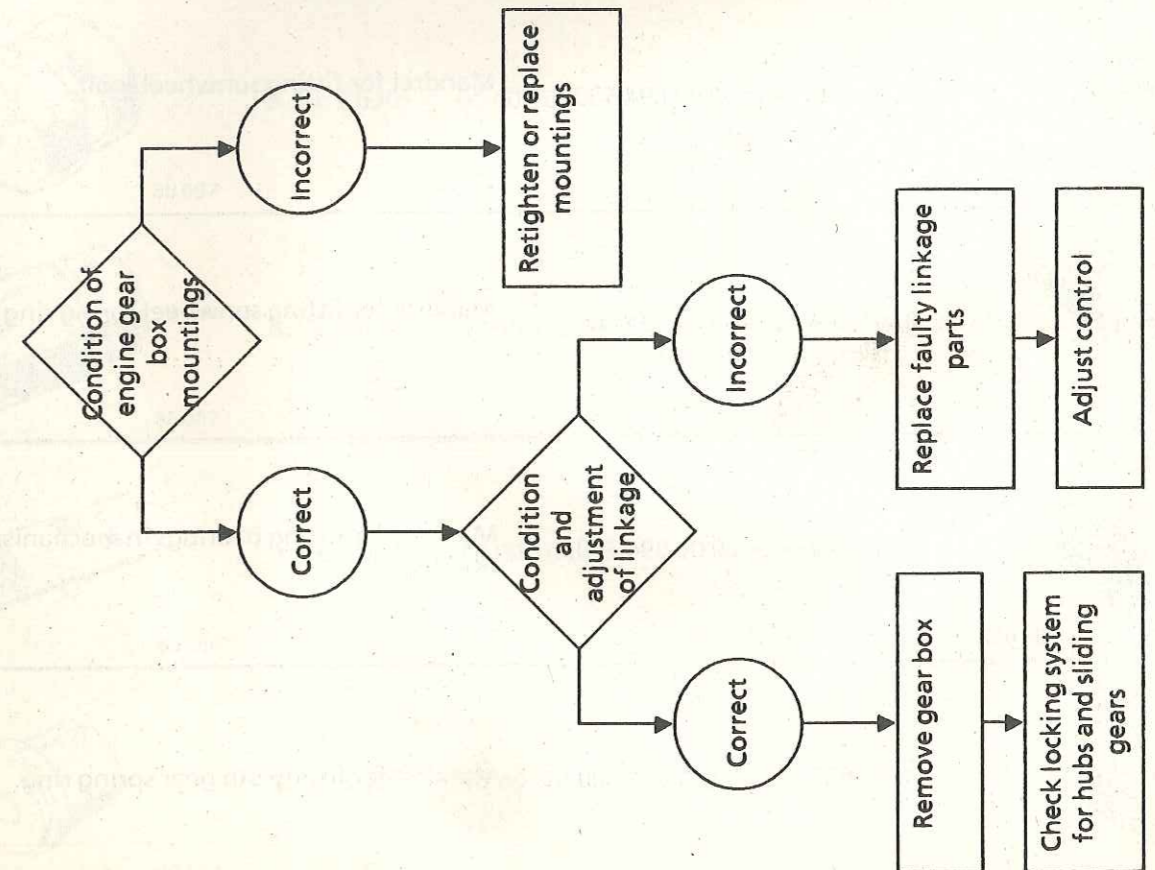 Condition of
engine gear
box
mountings
Correct
Incorrect
Retighten or replace
mountings
Condition
and
adjustment
of linkage
Correct
Incorrect
Remove gear box
Check locking system
for hubs and sliding
gears
Replace faulty linkage
parts
Adjust control